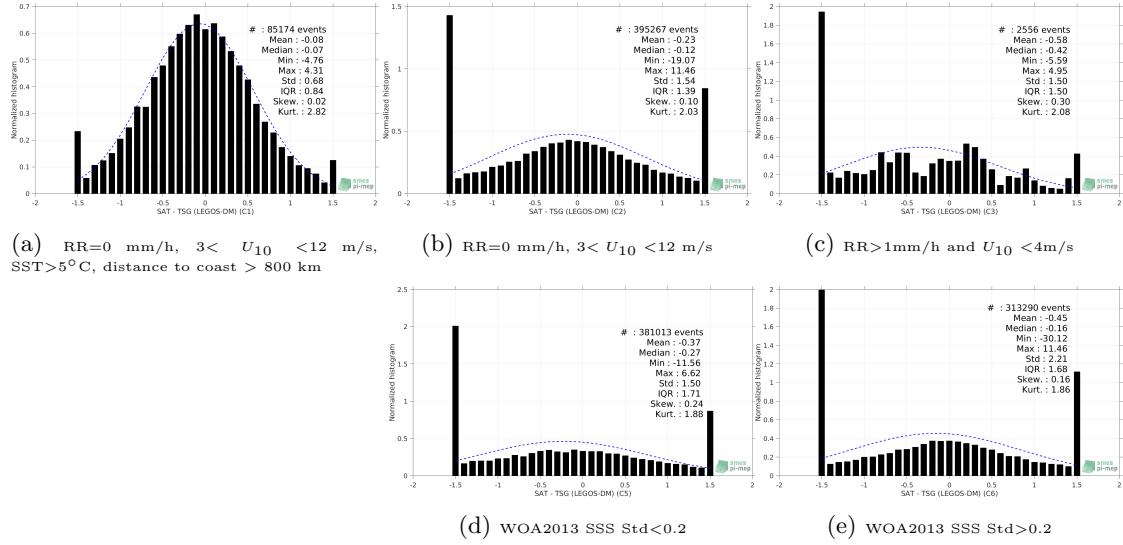 0.7
0.6
0.5
0.4
0.3
0.2
0.1
0
Normalized histogram
# : 85174 events
Mean : -0.08
Median : -0.07
Min : -4.76
Max : 4.31
Std : 0.68
IQR : 0.84
Skew. : 0.02
Kurt. : 2.82
smos
pi-mep
-2 -1.5 -1 -0.5 0 0.5 1 1.5 2
SAT - TSG (LEGOS-DM) (C1)
(a) RR=0 mm/h, 3< U10 <12 m/s,
SST>5°C, distance to coast > 800 km
1.5
1
0.5
0
Normalized histogram
# : 395267 events
Mean : -0.23
Median : -0.12
Min : -19.07
Max : 11.46
Std : 1.54
IQR : 1.39
Skew. : 0.10
Kurt. : 2.03
smos
pi-mep
-2 -1.5 -1 -0.5 0 0.5 1 1.5 2
SAT - TSG (LEGOS-DM) (C2)
(b) RR=0 mm/h, 3< U10 <12 m/s
2
1.8
1.6
1.4
1.2
1
0.8
0.6
0.4
0.2
0
Normalized histogram
# : 2556 events
Mean : -0.58
Median : -0.42
Min : -5.59
Max : 4.95
Std : 1.50
IQR : 1.50
Skew. : 0.30
Kurt. : 2.08
smos
pi-mep
-2 -1.5 -1 -0.5 0 0.5 1 1.5 2
SAT - TSG (LEGOS-DM) (C3)
(c) RR>1mm/h and U10 <4m/s
2.5
2
1.5
1
0.5
0
Normalized histogram
# : 381013 events
Mean : -0.37
Median : -0.27
Min : -11.56
Max : 6.62
Std : 1.50
IQR : 1.71
Skew. : 0.24
Kurt. : 1.88
smos
pi-mep
-2 -1.5 -1 -0.5 0 0.5 1 1.5 2
SAT - TSG (LEGOS-DM) (C5)
(d) WOA2013 SSS Std<0.2
2
1.8
1.6
1.4
1.2
1
0.8
0.6
0.4
0.2
0
Normalized histogram
# : 313290 events
Mean : -0.45
Median : -0.16
Min : -30.12
Max : 11.46
Std : 2.21
IQR : 1.68
Skew. : 0.16
Kurt. : 1.86
smos
pi-mep
-2 -1.5 -1 -0.5 0 0.5 1 1.5 2
SAT - TSG (LEGOS-DM) (C6)
(e) WOA2013 SSS Std>0.2